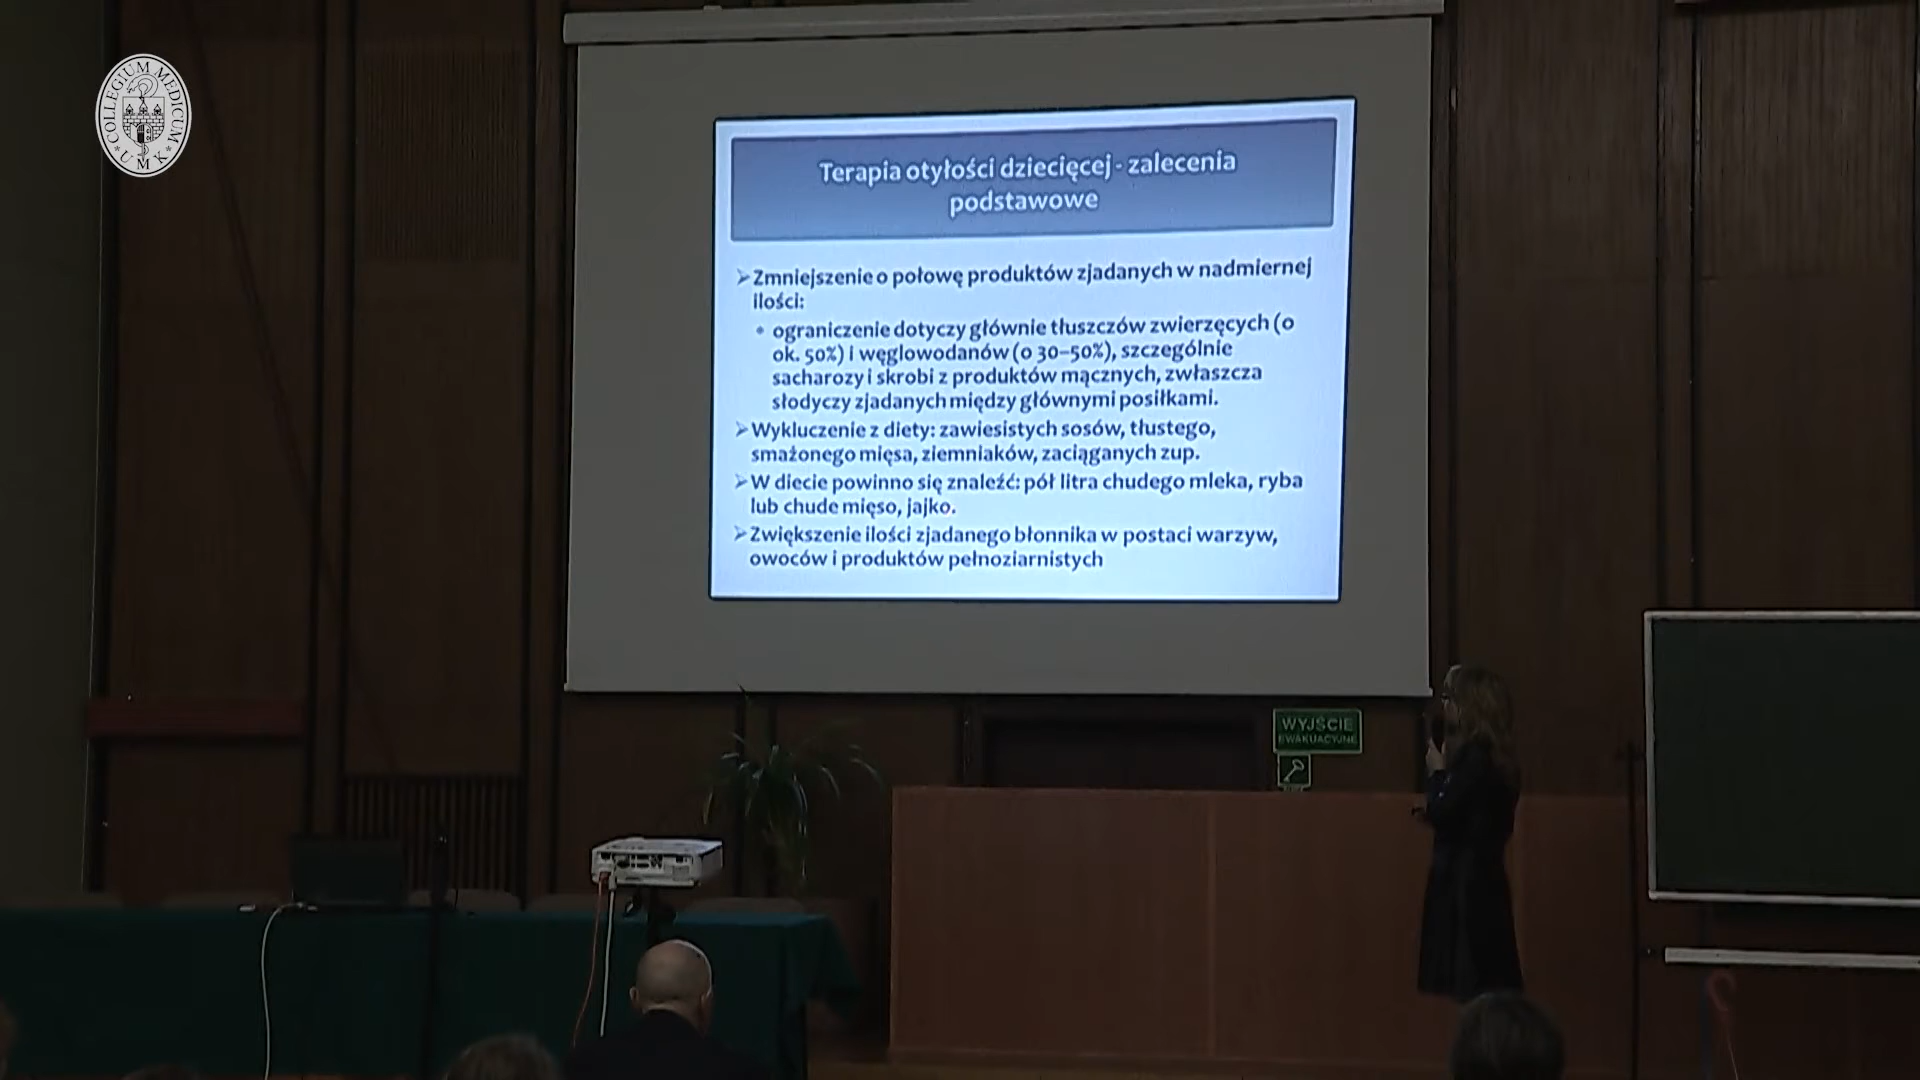 COLLEGIUM MEDICUM
* UMK *
Terapia otyłości dziecięcej - zalecenia
podstawowe
➢Zmniejszenie o połowę produktów zjadanych w nadmiernej
ilości:
• ograniczenie dotyczy głównie tłuszczów zwierzęcych (o
ok. 50%) i węglowodanów (o 30–50%), szczególnie
sacharozy i skrobi z produktów mącznych, zwłaszcza
słodyczy zjadanych między głównymi posiłkami.
➢Wykluczenie z diety: zawiesistych sosów, tłustego,
smażonego mięsa, ziemniaków, zaciąganych zup.
➢W diecie powinno się znaleźć: pół litra chudego mleka, ryba
lub chude mięso, jajko.
➢Zwiększenie ilości zjadanego błonnika w postaci warzyw,
owoców i produktów pełnoziarnistych
WYJŚCIE
EWAKUACYJNE